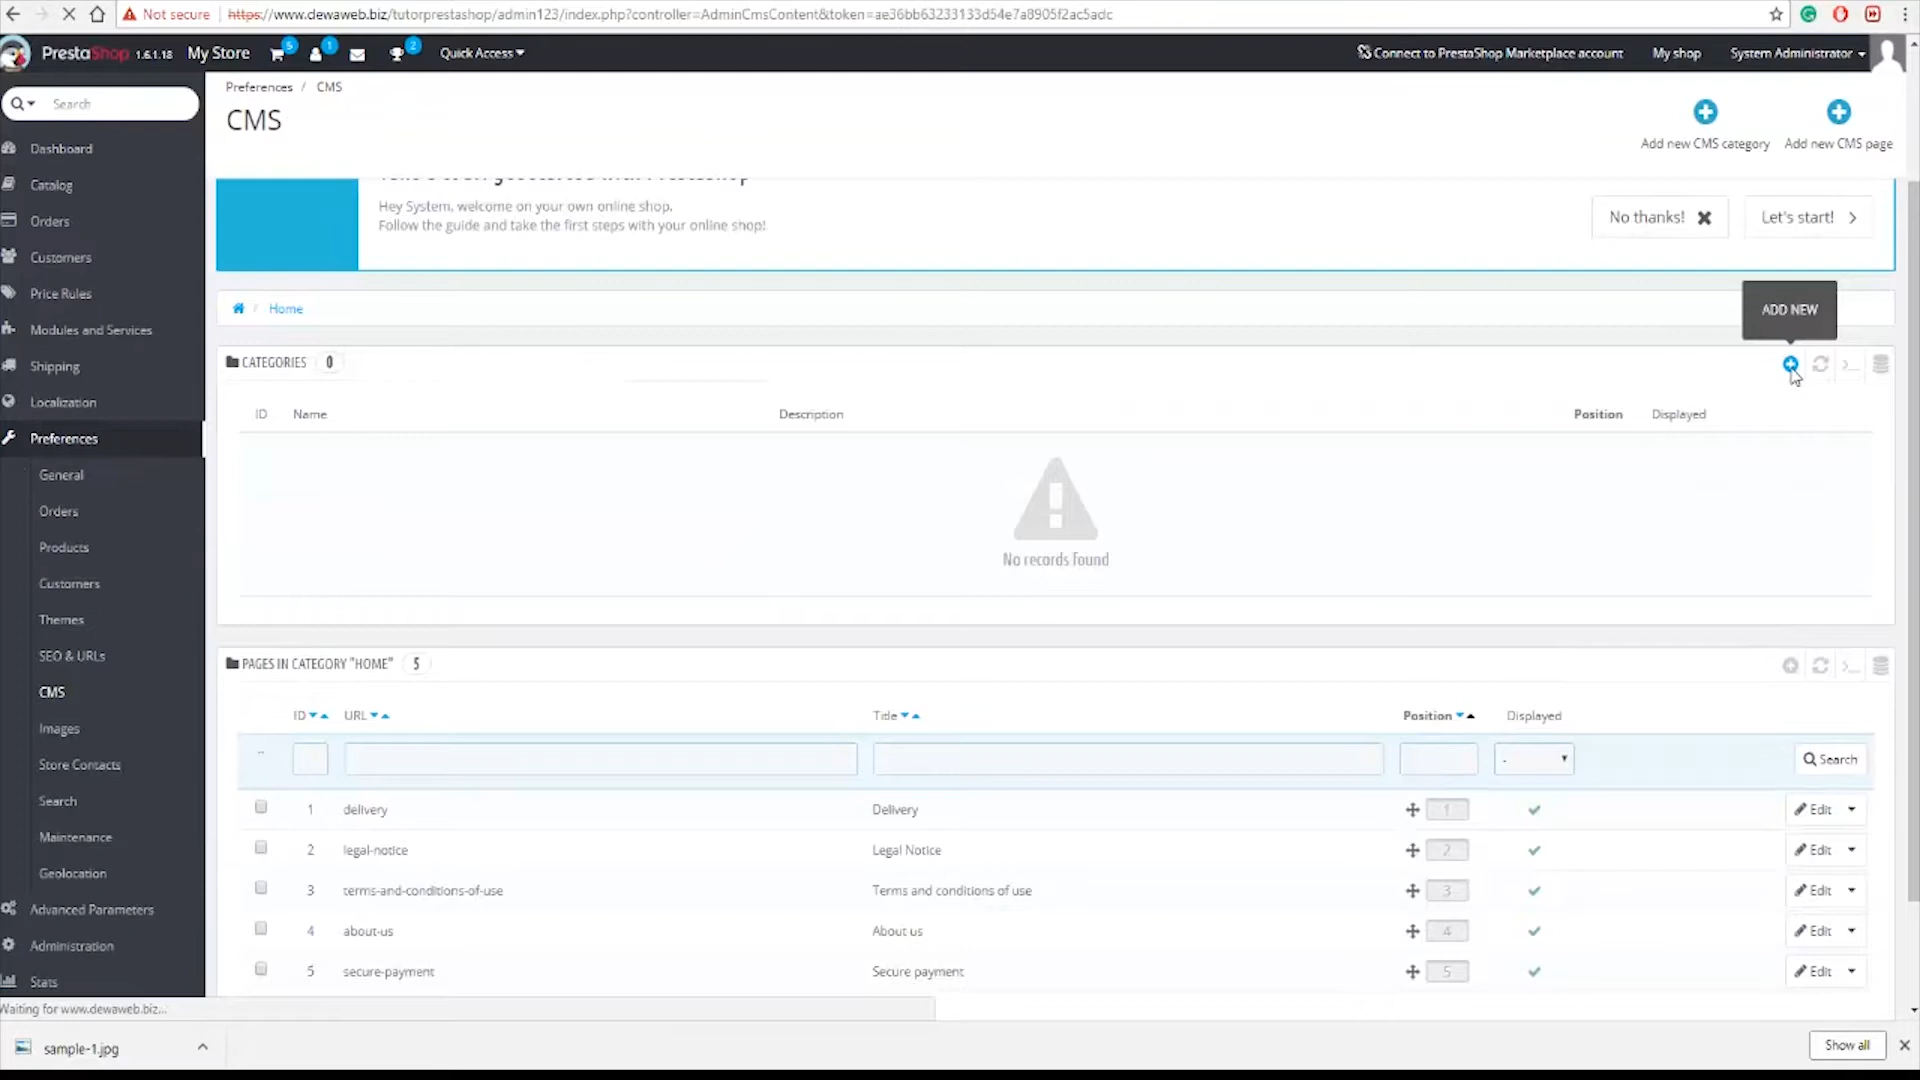 Not secure https://www.dewaweb.biz/tutorprestashop/admin123/index.php?controller=AdminCmsContent&token=ae36bb63233133d54e7a8905f2ac5adc
PrestaShop 1.6.1.18 My Store 5 1 2 Quick Access Connect to PrestaShop Marketplace account My shop System Administrator
Search
Dashboard
Catalog
Orders
Customers
Price Rules
Modules and Services
Shipping
Localization
Preferences
General
Orders
Products
Customers
Themes
SEO & URLs
CMS
Images
Store Contacts
Search
Maintenance
Geolocation
Advanced Parameters
Administration
Stats
Preferences / CMS
CMS
Add new CMS category Add new CMS page
Hey System, welcome on your own online shop.
Follow the guide and take the first steps with your online shop!
No thanks! Let's start!
/ Home
ADD NEW
CATEGORIES 0
ID Name Description Position Displayed
No records found
PAGES IN CATEGORY "HOME" 5
ID URL Title Position Displayed
-- - Search
1 delivery Delivery 1 Edit
2 legal-notice Legal Notice 2 Edit
3 terms-and-conditions-of-use Terms and conditions of use 3 Edit
4 about-us About us 4 Edit
5 secure-payment Secure payment 5 Edit
Waiting for www.dewaweb.biz...
sample-1.jpg Show all